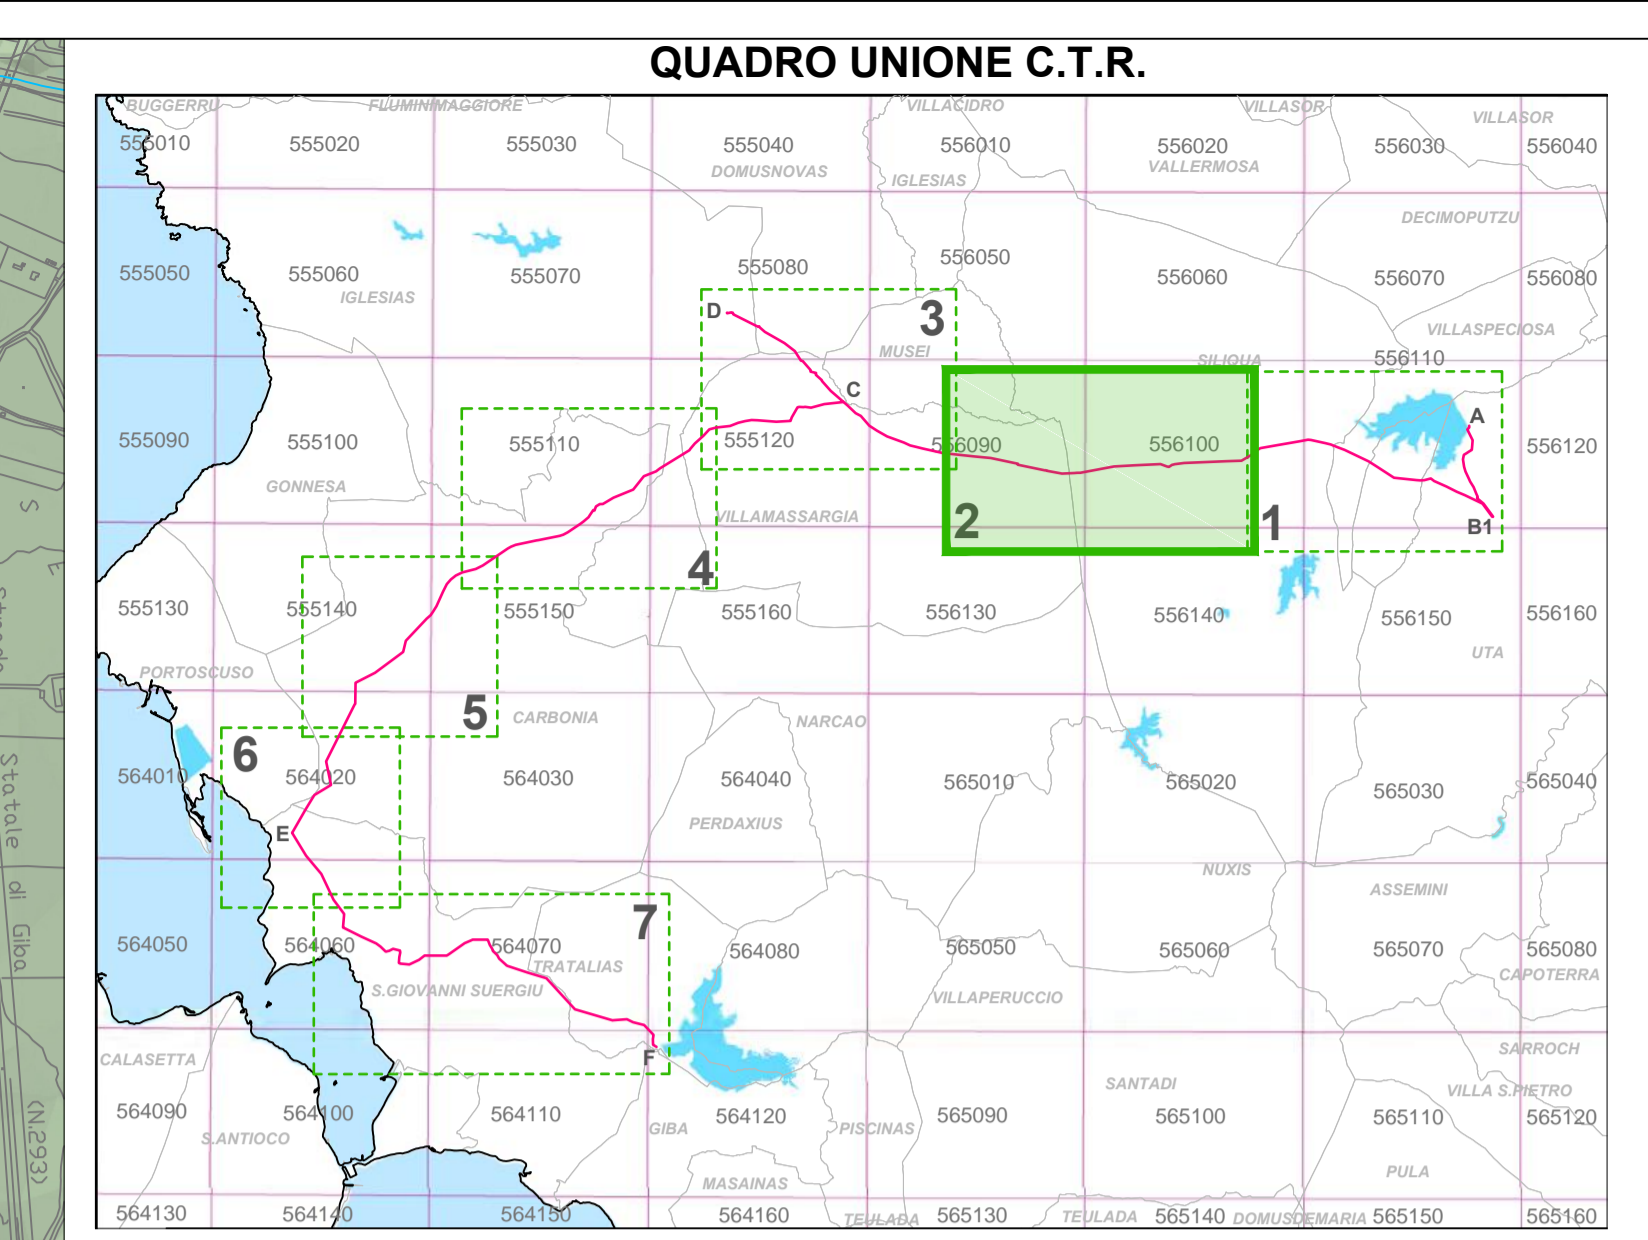 QUADRO UNIONE C.T.R.
BUGGERRU FLUMINIMAGGIORE VILLACIDRO VILLASOR
VILLASOR
555010 555020 555030 555040 556010 556020 556030 556040
DOMUSNOVAS IGLESIAS VALLERMOSA
DECIMOPUTZU
555050 555060 555070 555080 556050 556060 556070 556080
IGLESIAS
D 3 VILLASPECIOSA
MUSEI SILIQUA 556110
C A
555090 555100 555110 555120 556090 556100 556120
GONNESA VILLAMASSARGIA 2 1 B1
4
555130 555140 555150 555160 556130 556140 556150 556160
UTA
PORTOSCUSO
5 CARBONIA NARCAO
6
564010 564020 564030 564040 565010 565020 565030 565040
E PERDAXIUS
NUXIS ASSEMINI
7
564050 564060 564070 564080 565050 565060 565070 565080
TRATALIAS CAPOTERRA
S.GIOVANNI SUERGIU VILLAPERUCCIO
F SARROCH
CALASETTA SANTADI VILLA S.PIETRO
564090 564100 564110 564120 565090 565100 565110 565120
S.ANTIOCO GIBA PISCINAS
PULA
MASAINAS
564130 564140 564150 564160 TEULADA 565130 TEULADA 565140 DOMUSDEMARIA 565150 565160
Statale di Giba
(N.293)